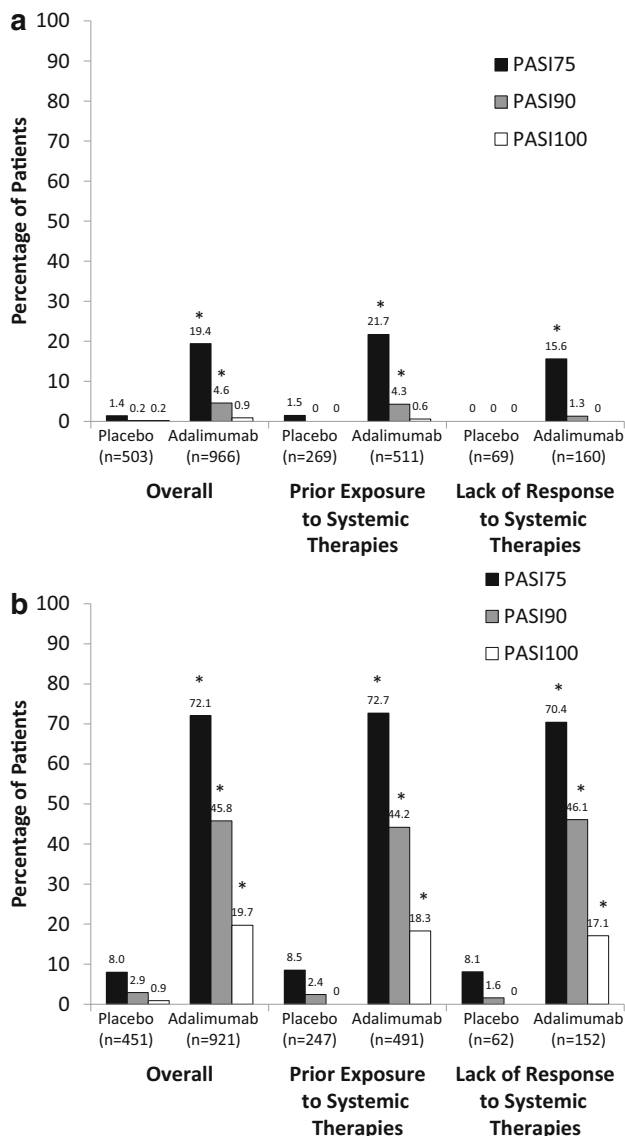 a
100
90
80
70
60
50
40
30
20
10
0
Percentage of Patients
PASI75
PASI90
PASI100
1.4 0.2 0.2
*
19.4
*
4.6
0.9
1.5 0 0
*
21.7
*
4.3
0.6
0 0 0
*
15.6
1.3 0
Placebo Adalimumab Placebo Adalimumab Placebo Adalimumab
(n=503) (n=966) (n=269) (n=511) (n=69) (n=160)
Overall
Prior Exposure
to Systemic
Therapies
Lack of Response
to Systemic
Therapies
b
100
90
80
70
60
50
40
30
20
10
0
Percentage of Patients
PASI75
PASI90
PASI100
8.0
2.9
0.9
*
72.1
*
45.8
*
19.7
8.5
2.4
0
*
72.7
*
44.2
*
18.3
8.1
1.6
0
*
70.4
*
46.1
*
17.1
Placebo Adalimumab Placebo Adalimumab Placebo Adalimumab
(n=451) (n=921) (n=247) (n=491) (n=62) (n=152)
Overall
Prior Exposure
to Systemic
Therapies
Lack of Response
to Systemic
Therapies